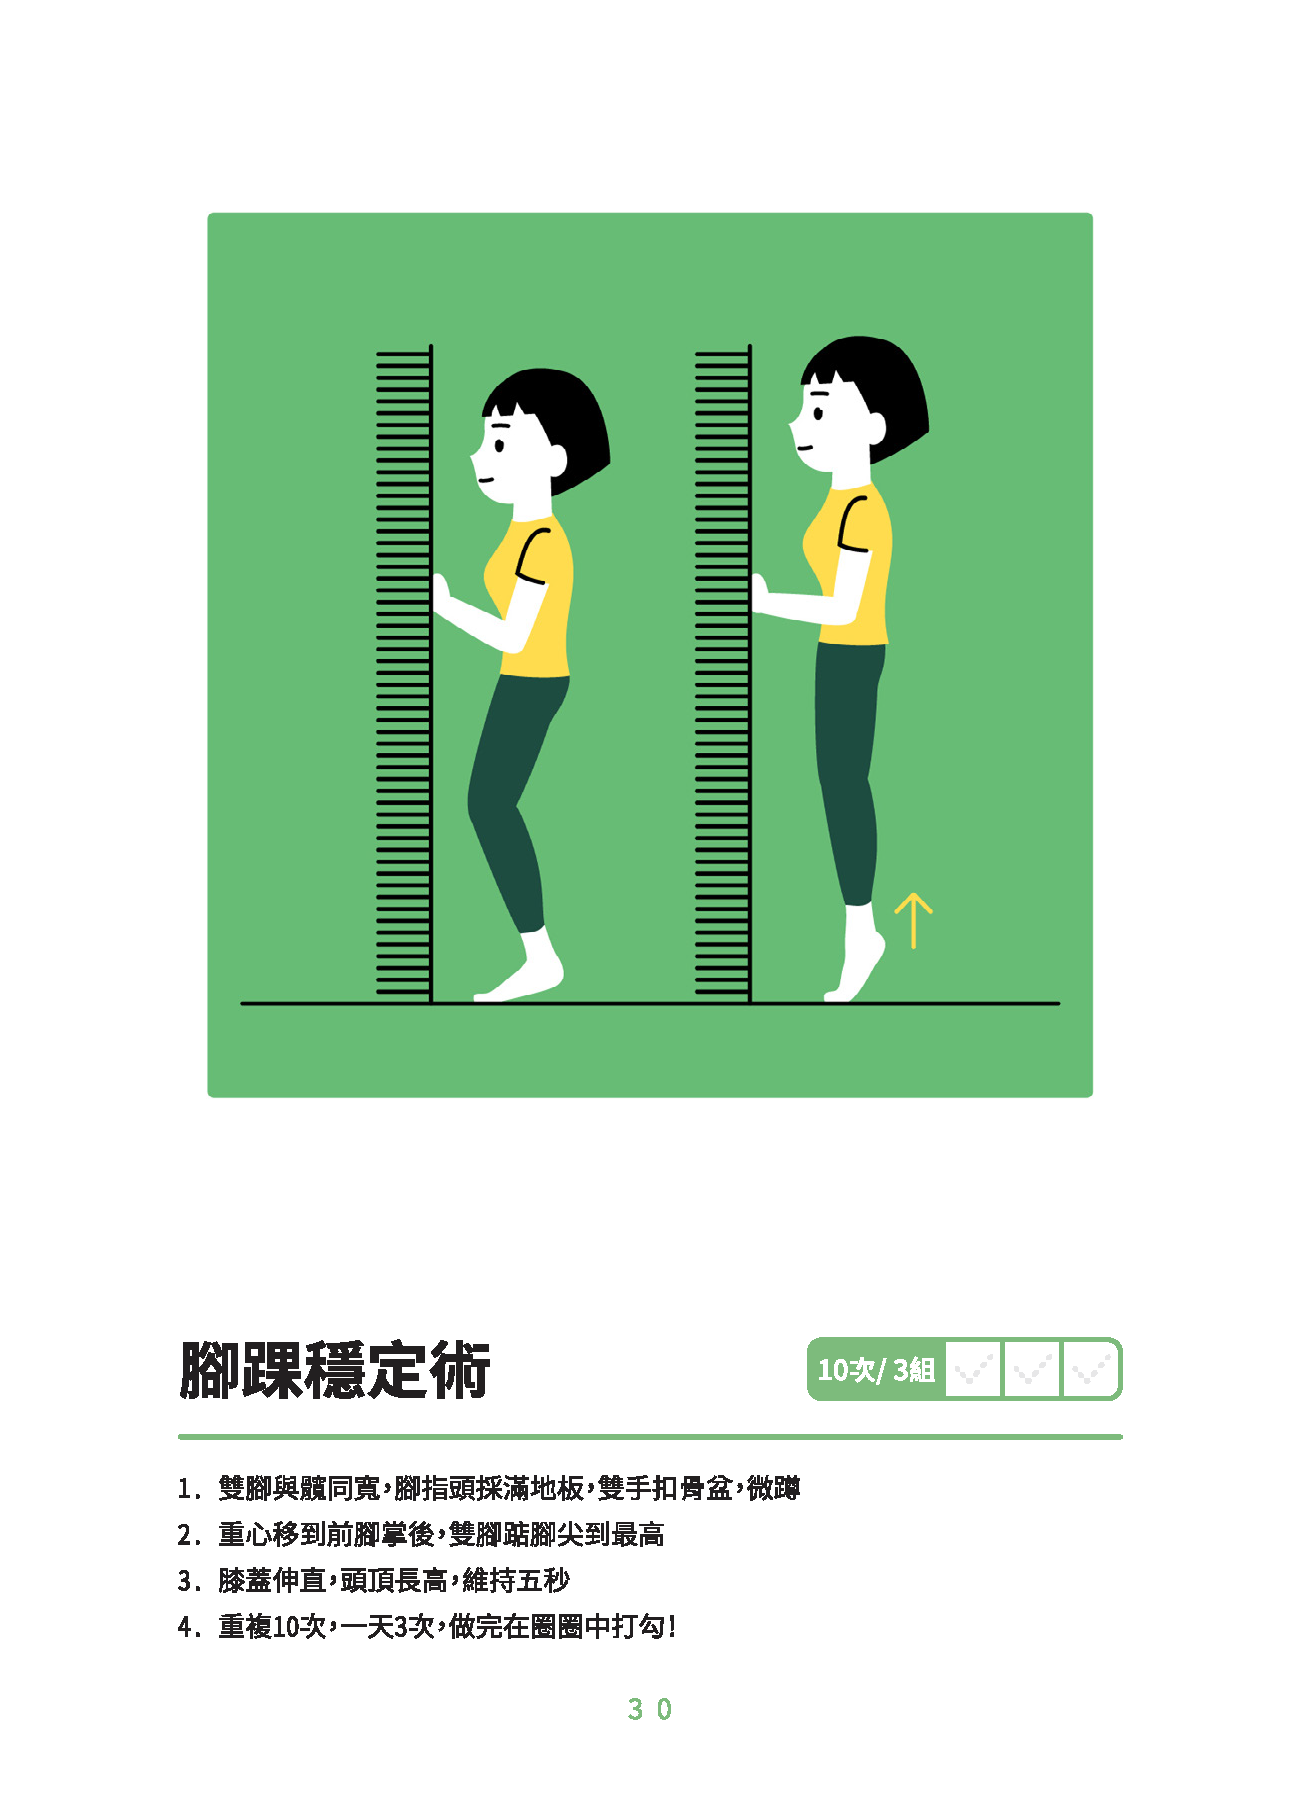 腳踝穩定術
10次/ 3組
1. 雙腳與髖同寬，腳指頭採滿地板，雙手扣骨盆，微蹲
2. 重心移到前腳掌後，雙腳踮腳尖到最高
3. 膝蓋伸直，頭頂長高，維持五秒
4. 重複10次，一天3次，做完在圈圈中打勾！
30